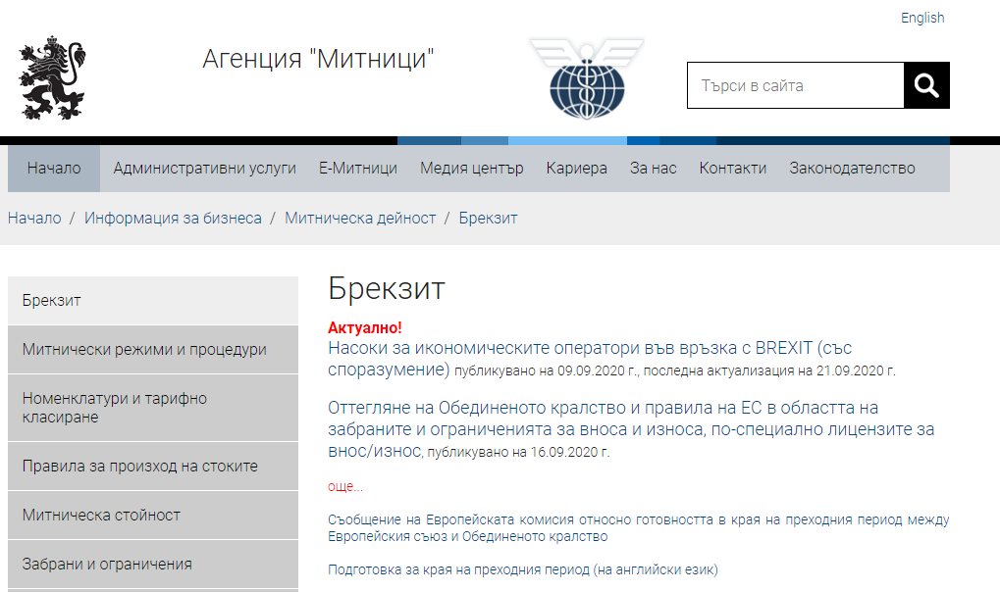 English
Агенция "Митници"
Търси в сайта
Начало Административни услуги Е-Митници Медия център Кариера За нас Контакти Законодателство
Начало / Информация за бизнеса / Митническа дейност / Брекзит
Брекзит
Митнически режими и процедури
Номенклатури и тарифно
класиране
Правила за произход на стоките
Митническа стойност
Забрани и ограничения
Брекзит
Актуално!
Насоки за икономическите оператори във връзка с BREXIT (със
споразумение) публикувано на 09.09.2020 г., последна актуализация на 21.09.2020 г.
Оттегляне на Обединеното кралство и правила на ЕС в областта на
забраните и ограниченията за вноса и износа, по-специално лицензите за
внос/износ, публикувано на 16.09.2020 г.
още...
Съобщение на Европейската комисия относно готовността в края на преходния период между
Европейския съюз и Обединеното кралство
Подготовка за края на преходния период (на английски език)